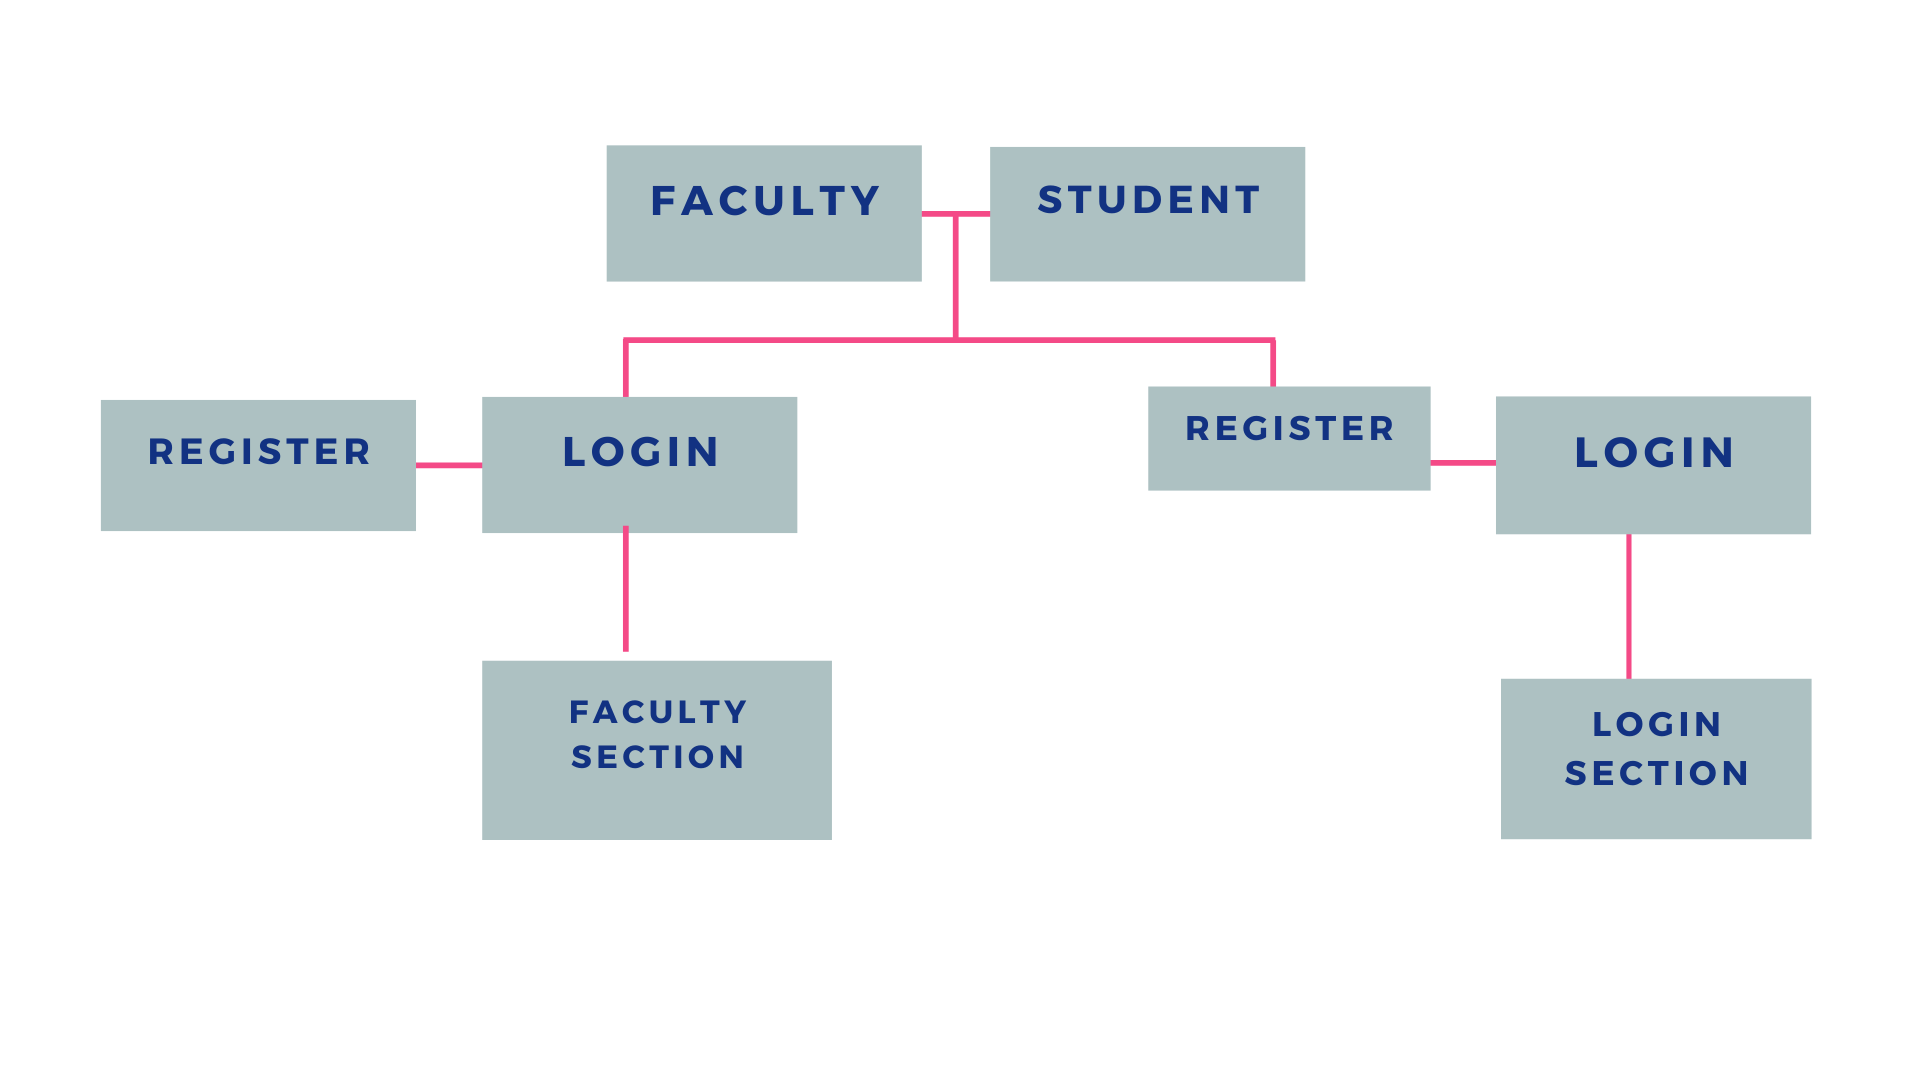 FACULTY
STUDENT
REGISTER
LOGIN
REGISTER
LOGIN
FACULTY
SECTION
LOGIN
SECTION